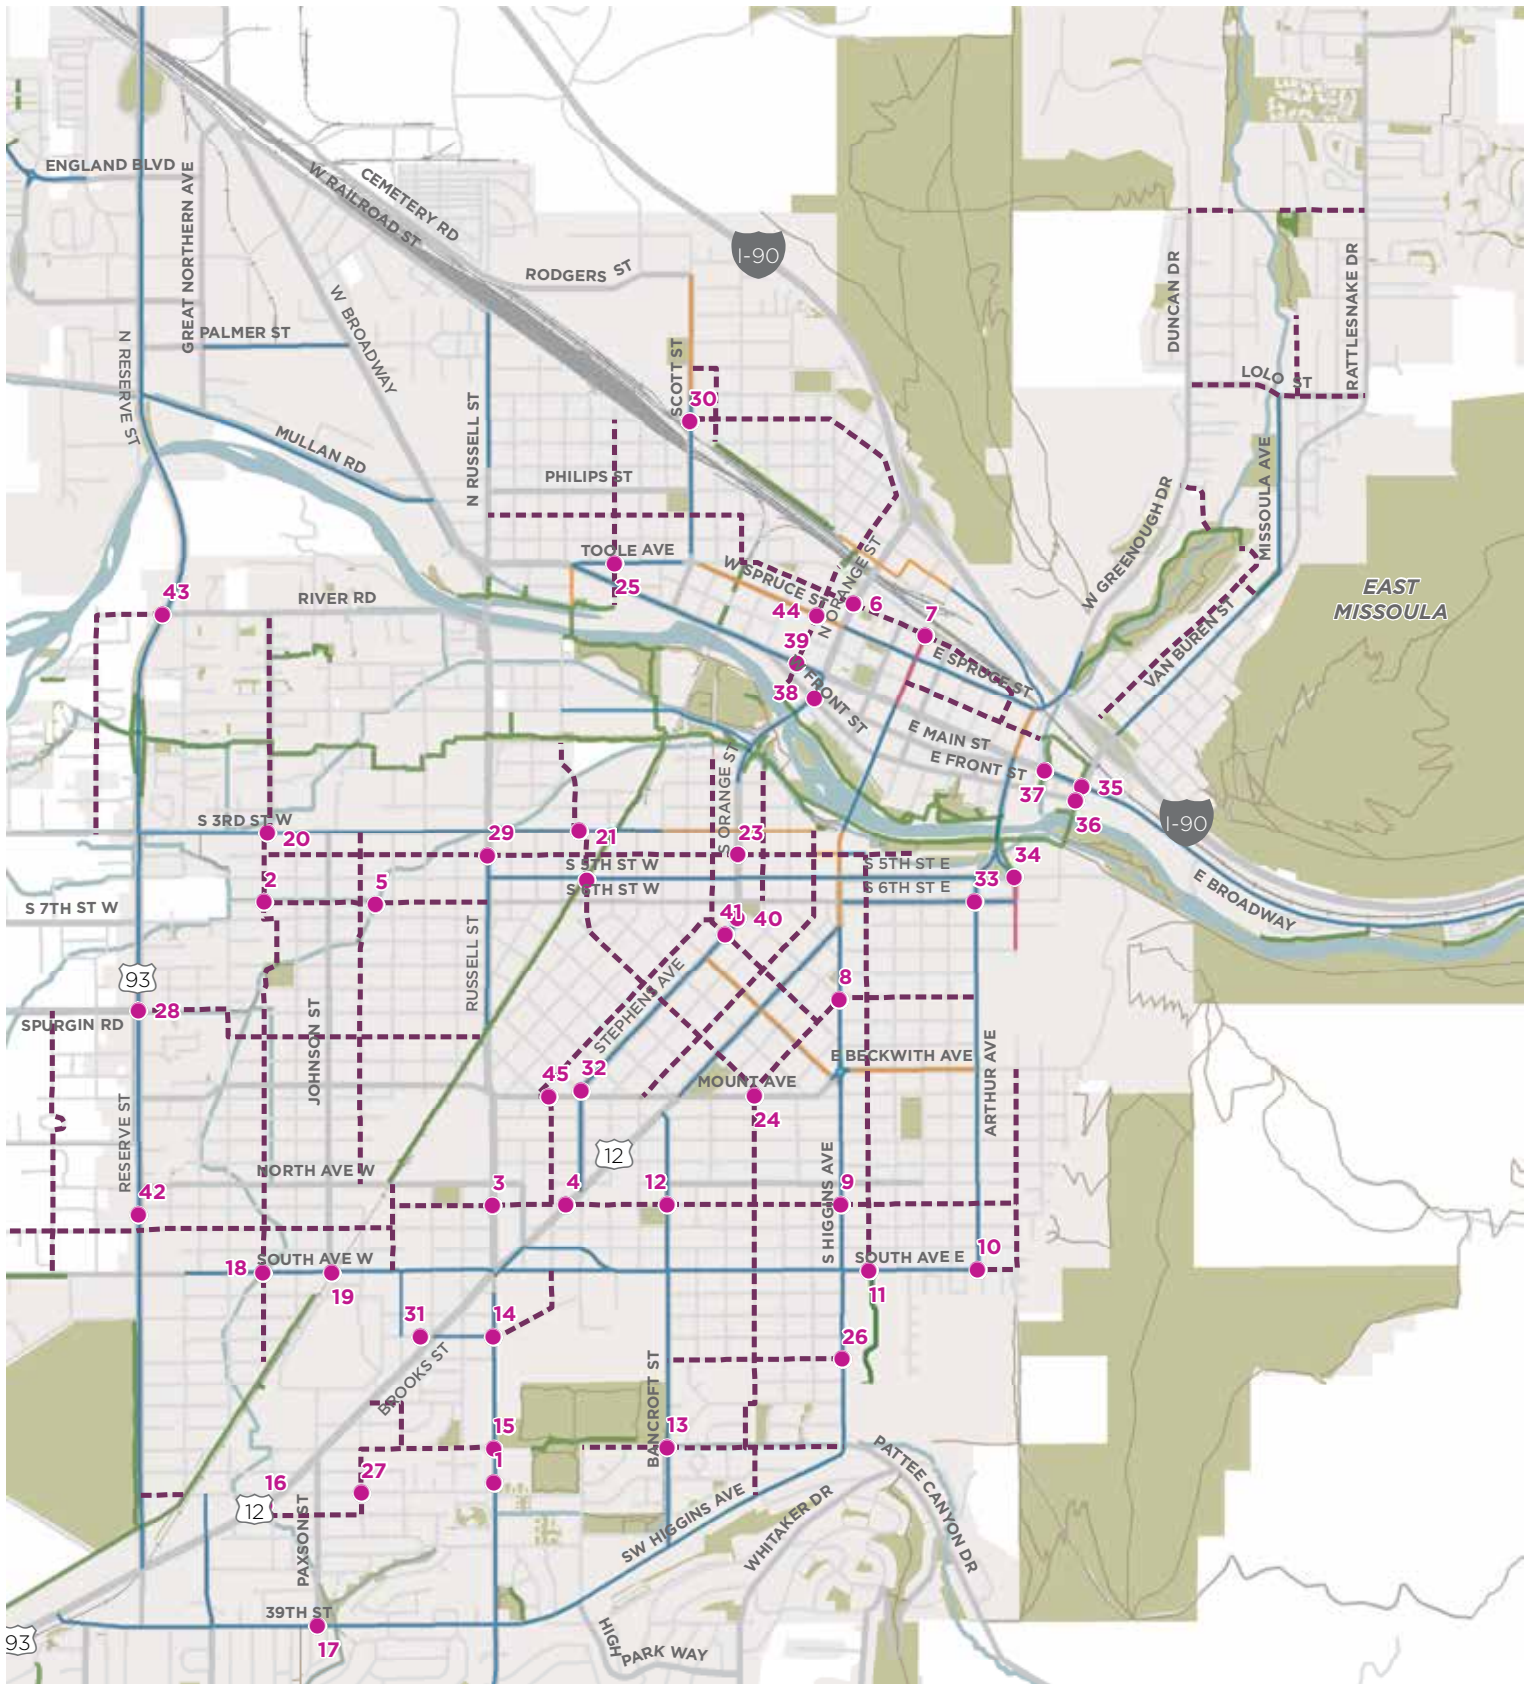 ENGLAND BLVD
GREAT NORTHERN AVE
W RAILROAD ST
CEMETERY RD
RODGERS ST
I-90
DUNCAN DR
RATTLESNAKE DR
N RESERVE ST
PALMER ST
W BROADWAY
N RUSSELL ST
SCOTT ST
30
LOLO ST
MULLAN RD
PHILIPS ST
MISSOULA AVE
W GREENOUGH DR
TOOLE AVE
25
W SPRUCE ST
N ORANGE ST
43
RIVER RD
44
6
7
EAST
MISSOULA
39
E SPRUCE ST
VAN BUREN ST
38
W FRONT ST
E MAIN ST
E FRONT ST
37
35
36
I-90
S ORANGE ST
S 3RD ST W
20
29
21
23
S 5TH ST W
S 5TH ST E
34
2
5
S 6TH ST W
S 6TH ST E
33
E BROADWAY
S 7TH ST W
41
40
RUSSELL ST
93
28
SPURGIN RD
STEPHENS AVE
8
JOHNSON ST
E BECKWITH AVE
ARTHUR AVE
45
32
MOUNT AVE
24
RESERVE ST
12
NORTH AVE W
42
3
4
12
9
S HIGGINS AVE
18
SOUTH AVE W
SOUTH AVE E
10
19
11
31
14
26
BROOKS ST
BANCROFT ST
15
13
1
PATTEE CANYON DR
16
27
12
PAXSON ST
SW HIGGINS AVE
WHITAKER DR
39TH ST
93
17
HIGH
PARK WAY